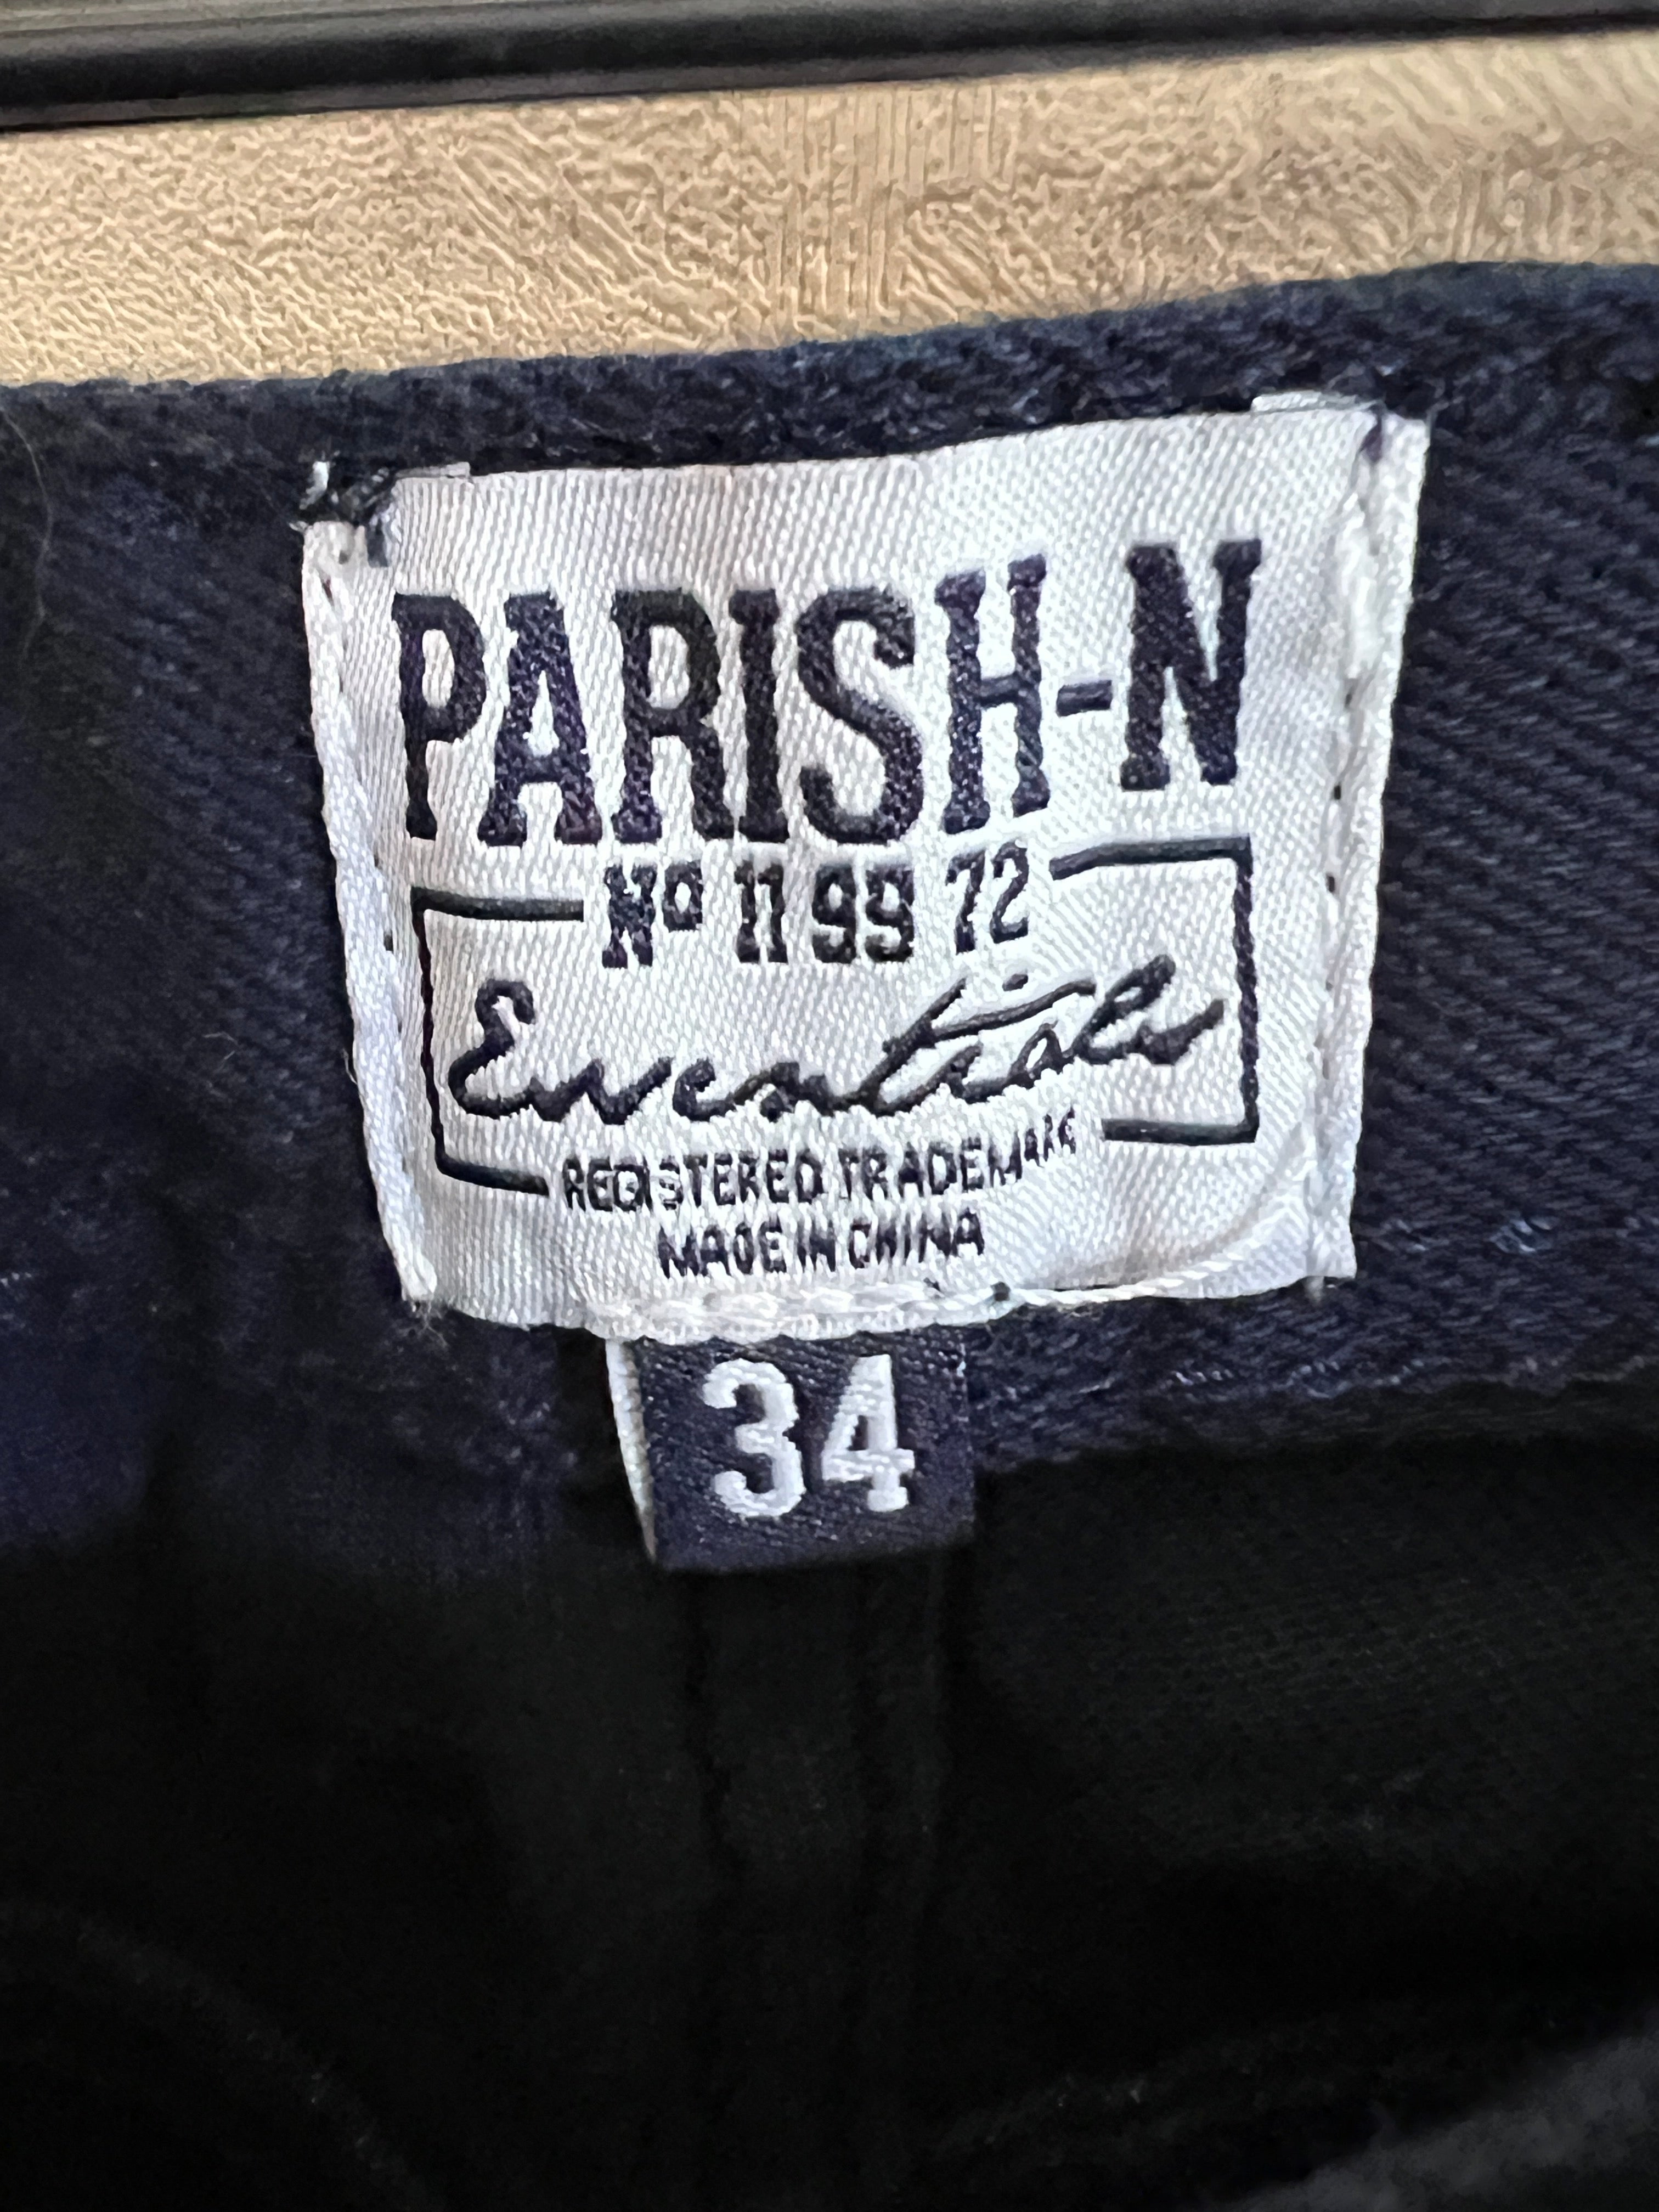 PARISH-N
Nº 11 99 72
Essentials
REGISTERED TRADEMARK
MADE IN CHINA
34